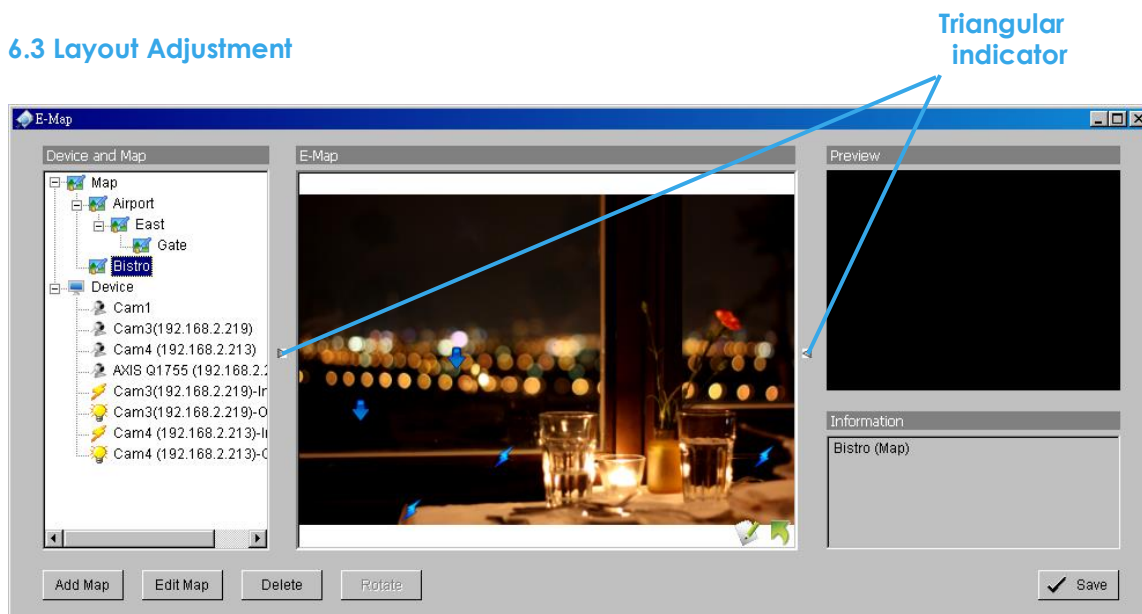 6.3 Layout Adjustment
Triangular
indicator
E-Map
Device and Map
Map
Airport
East
Gate
Bistro
Device
Cam1
Cam3(192.168.2.219)
Cam4 (192.168.2.213)
AXIS Q1755 (192.168.2.2
Cam3(192.168.2.219)-Ir
Cam3(192.168.2.219)-O
Cam4 (192.168.2.213)-Ii
Cam4 (192.168.2.213)-C
E-Map
Preview
Information
Bistro (Map)
Add Map
Edit Map
Delete
Rotate
Save